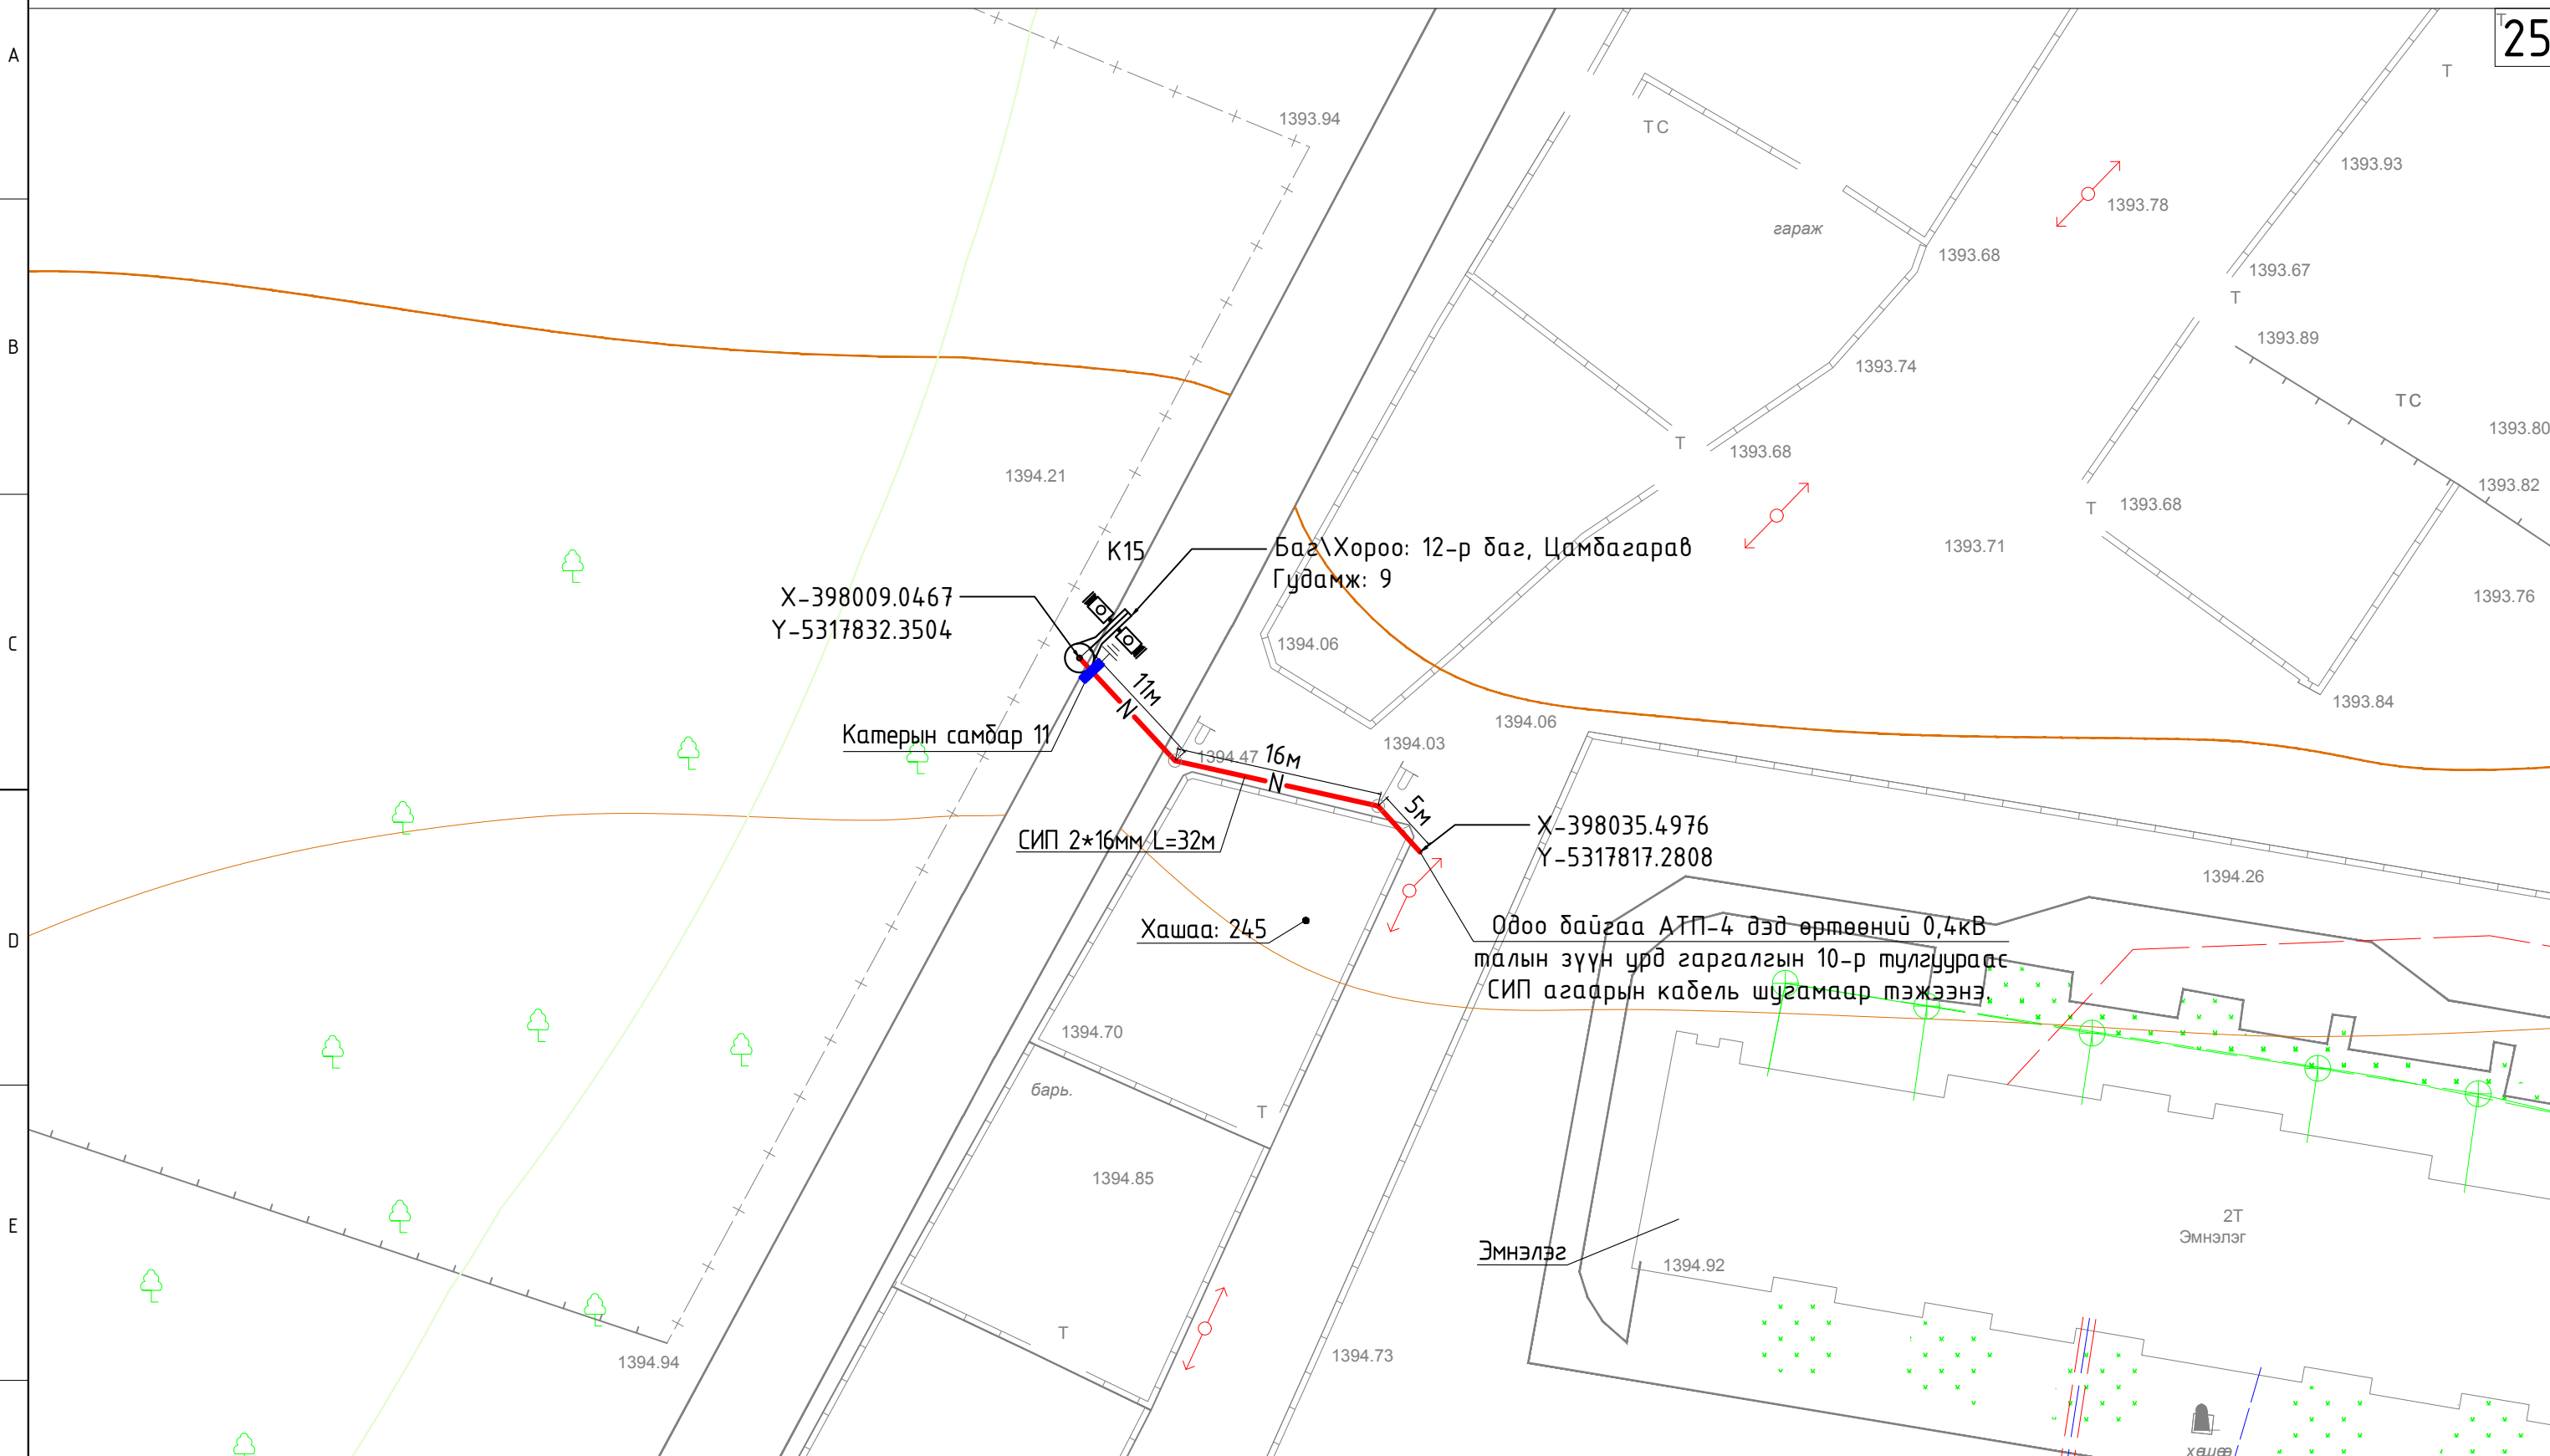 A
B
C
D
E
25
T
T
1393.94
T C
1393.93
1393.78
гараж
1393.68
1393.67
T
1393.89
1393.74
T C
1393.80
T
1393.68
1394.21
1393.82
T
1393.68
1393.71
K15
Баг\Хороо: 12-р баг, Цамбагарав
Гудамж: 9
X-398009.0467
Y-5317832.3504
1393.76
1394.06
11м
N
1393.84
1394.06
Катерын самбар 11
1394.03
1394.47
16м
N
5м
X-398035.4976
Y-5317817.2808
СИП 2*16мм L=32м
1394.26
Хашаа: 245
Одоо байгаа АТП-4 дэд өртөөний 0,4кВ
талын зүүн урд гаргалгын 10-р тулгуураас
СИП агаарын кабель шугамаар тэжээнэ.
1394.70
барь.
T
1394.85
2T
Эмнэлэг
Эмнэлэг
1394.92
T
1394.94
1394.73
хөшөө